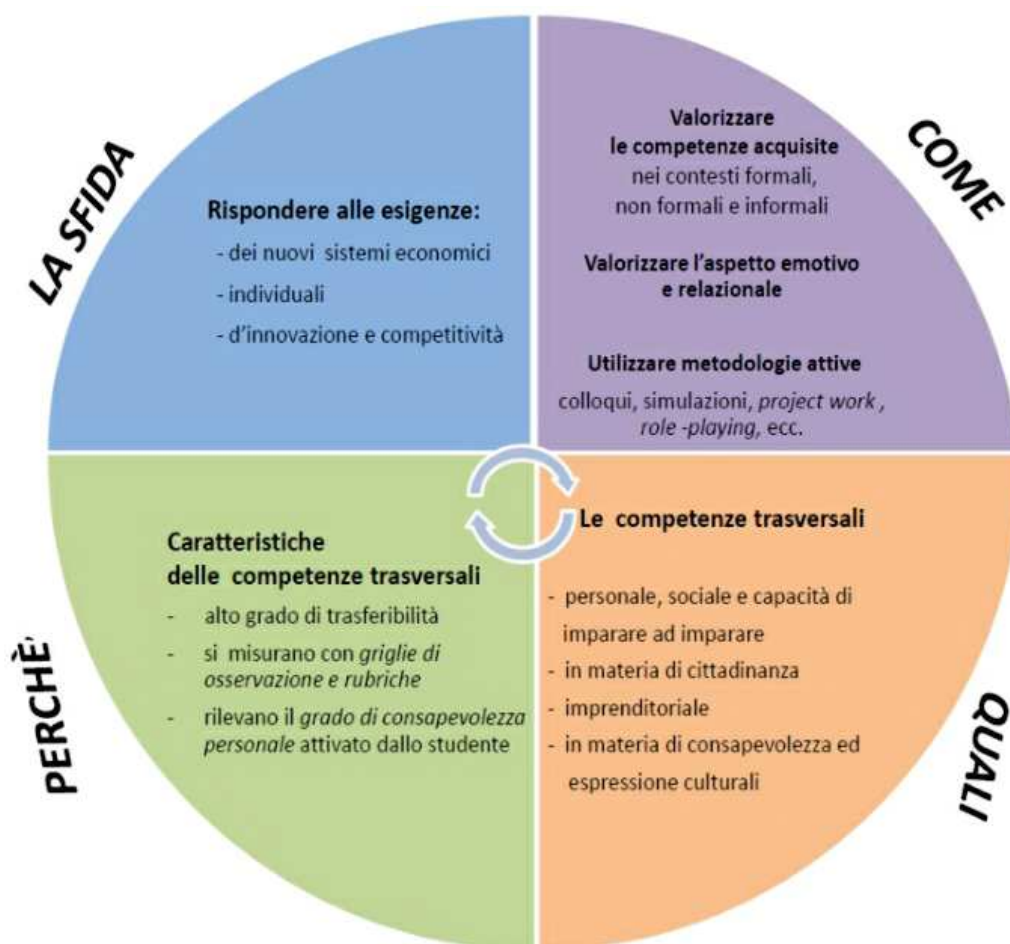 LA SFIDA
Rispondere alle esigenze:
- dei nuovi sistemi economici
- individuali
- d'innovazione e competitività
COME
Valorizzare
le competenze acquisite
nei contesti formali,
non formali e informali
Valorizzare l'aspetto emotivo
e relazionale
Utilizzare metodologie attive
colloqui, simulazioni, project work ,
role -playing, ecc.
PERCHÈ'
Caratteristiche
delle competenze trasversali
- alto grado di trasferibilità
- si misurano con griglie di
osservazione e rubriche
- rilevano il grado di consapevolezza
personale attivato dallo studente
QUALI
Le competenze trasversali
- personale, sociale e capacità di
imparare ad imparare
- in materia di cittadinanza
- imprenditoriale
- in materia di consapevolezza ed
espressione culturali